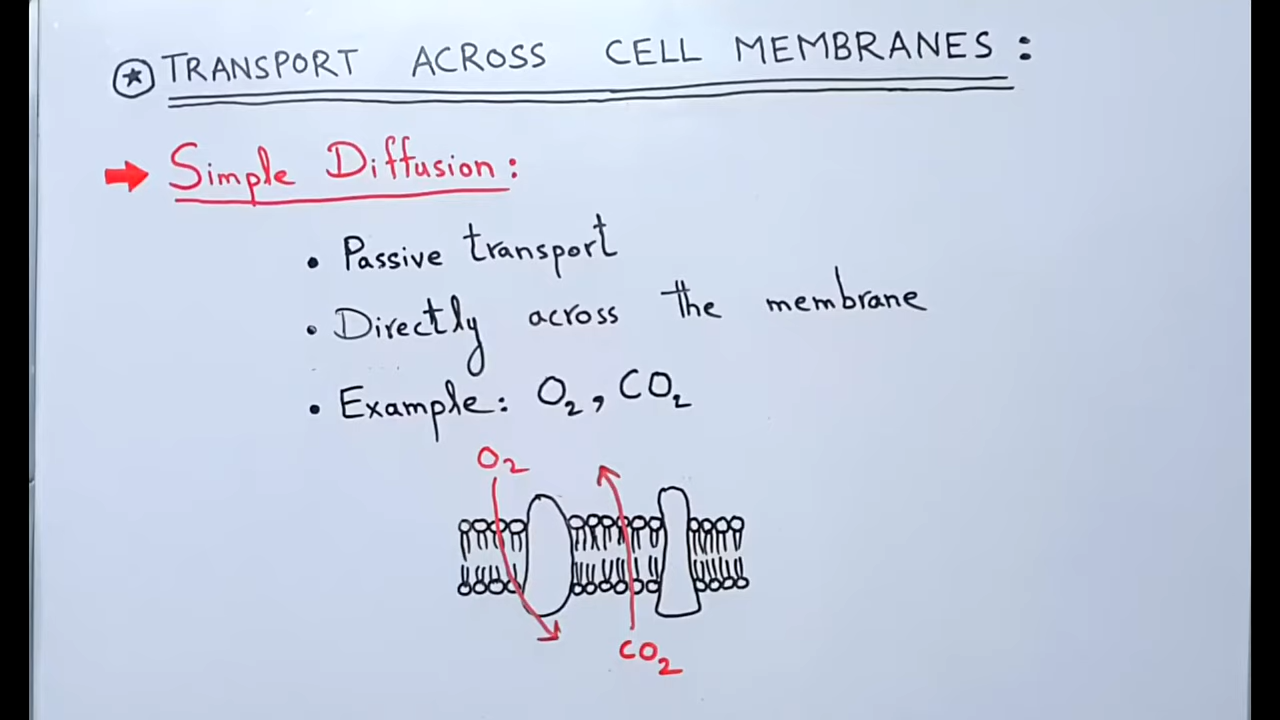 TRANSPORT ACROSS CELL MEMBRANES:
Simple Diffusion:
• Passive transport
• Directly across the membrane
• Example: O₂, CO₂
O₂
CO₂